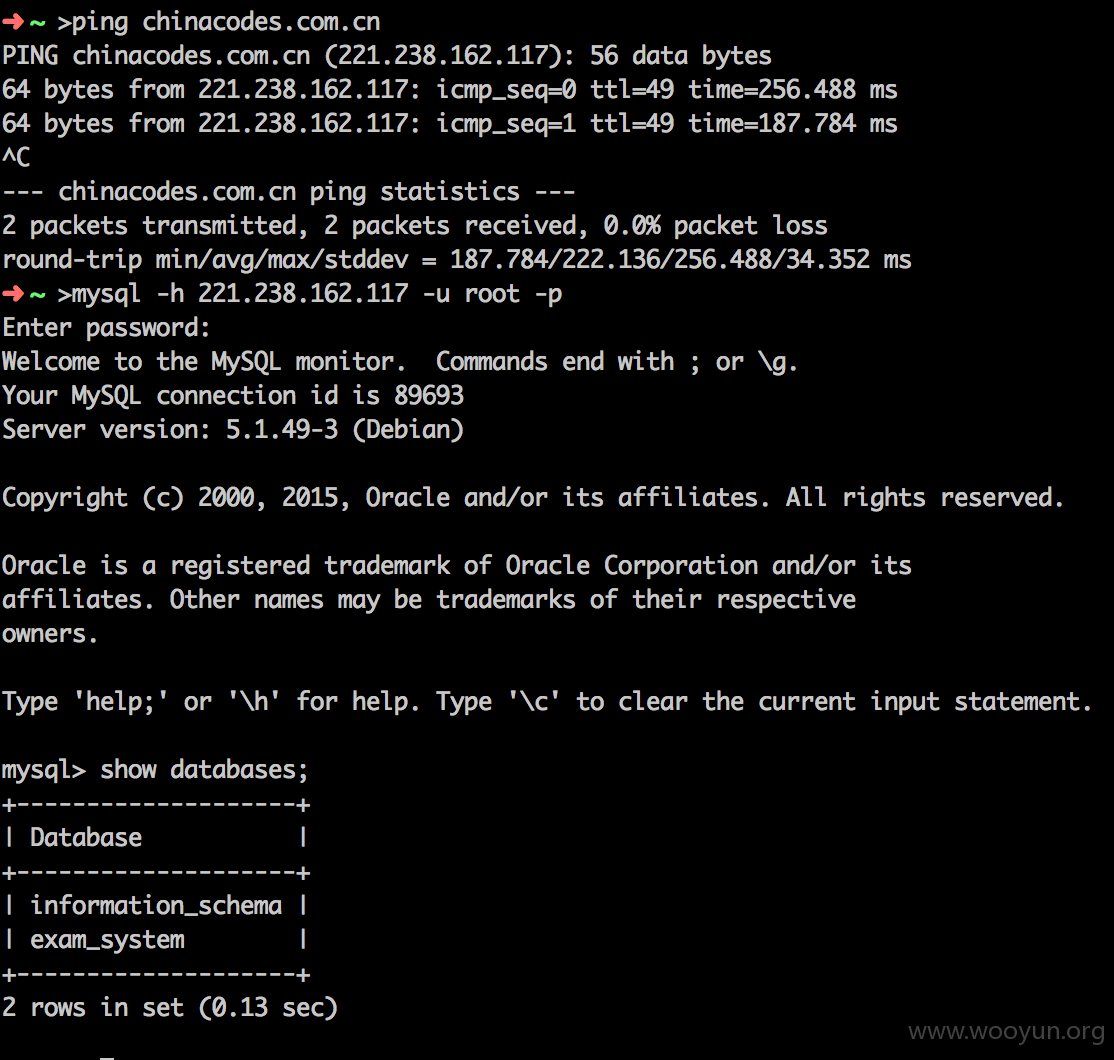 ➜ ~ >ping chinacodes.com.cn
PING chinacodes.com.cn (221.238.162.117): 56 data bytes
64 bytes from 221.238.162.117: icmp_seq=0 ttl=49 time=256.488 ms
64 bytes from 221.238.162.117: icmp_seq=1 ttl=49 time=187.784 ms
^C
--- chinacodes.com.cn ping statistics ---
2 packets transmitted, 2 packets received, 0.0% packet loss
round-trip min/avg/max/stddev = 187.784/222.136/256.488/34.352 ms
➜ ~ >mysql -h 221.238.162.117 -u root -p
Enter password:
Welcome to the MySQL monitor.  Commands end with ; or \g.
Your MySQL connection id is 89693
Server version: 5.1.49-3 (Debian)
Copyright (c) 2000, 2015, Oracle and/or its affiliates. All rights reserved.
Oracle is a registered trademark of Oracle Corporation and/or its
affiliates. Other names may be trademarks of their respective
owners.
Type 'help;' or '\h' for help. Type '\c' to clear the current input statement.
mysql> show databases;
+--------------------+
| Database           |
+--------------------+
| information_schema |
| exam_system        |
+--------------------+
2 rows in set (0.13 sec)
www.wooyun.org